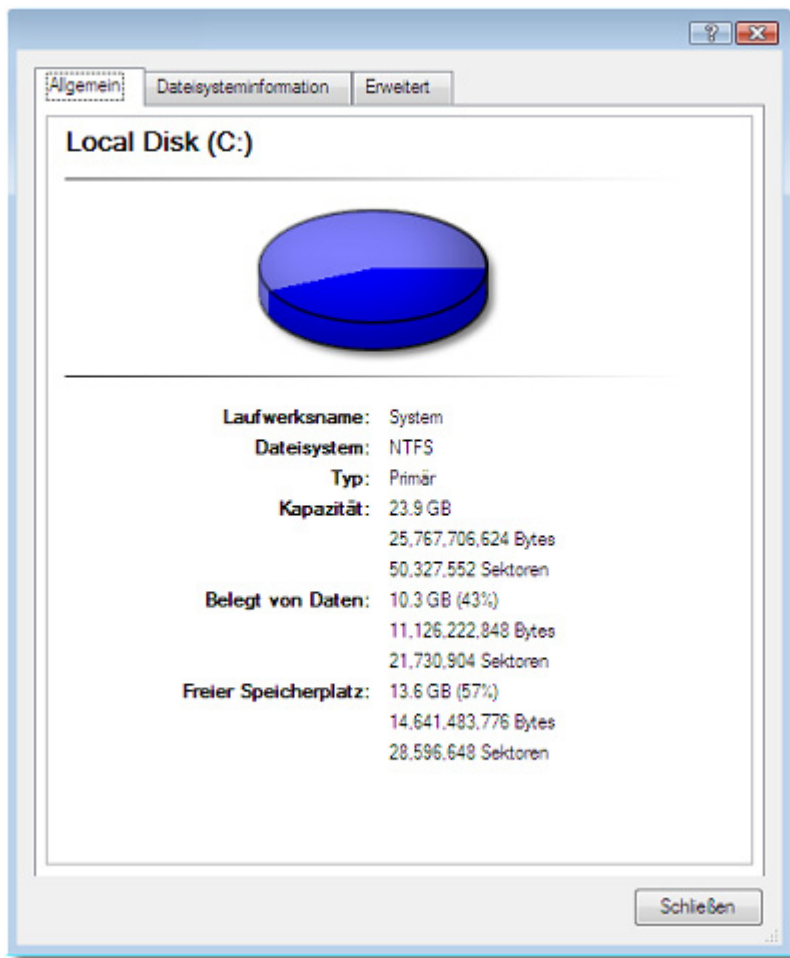 Allgemein Dateisysteminformation Erweitert
Local Disk (C:)
Laufwerksname: System
Dateisystem: NTFS
Typ: Primär
Kapazität: 23.9 GB
25,767,706,624 Bytes
50,327,552 Sektoren
Belegt von Daten: 10.3 GB (43%)
11,126,222,848 Bytes
21,730,904 Sektoren
Freier Speicherplatz: 13.6 GB (57%)
14,641,483,776 Bytes
28,596,648 Sektoren
Schließen